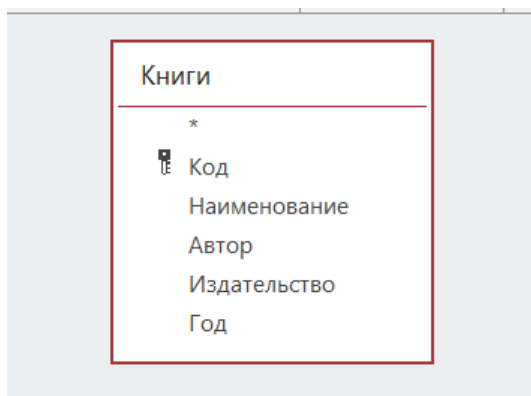 Книги
*
Код
Наименование
Автор
Издательство
Год